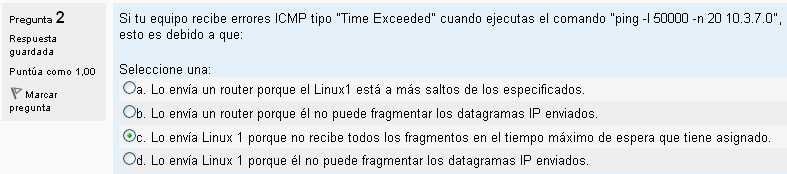 Pregunta 2
Respuesta
guardada
Puntúa como 1,00
Marcar
pregunta
Si tu equipo recibe errores ICMP tipo "Time Exceeded" cuando ejecutas el comando "ping -l 50000 -n 20 10.3.7.0",
esto es debido a que:
Seleccione una:
a. Lo envía un router porque el Linux1 está a más saltos de los especificados.
b. Lo envía un router porque él no puede fragmentar los datagramas IP enviados.
c. Lo envía Linux 1 porque no recibe todos los fragmentos en el tiempo máximo de espera que tiene asignado.
d. Lo envía Linux 1 porque él no puede fragmentar los datagramas IP enviados.